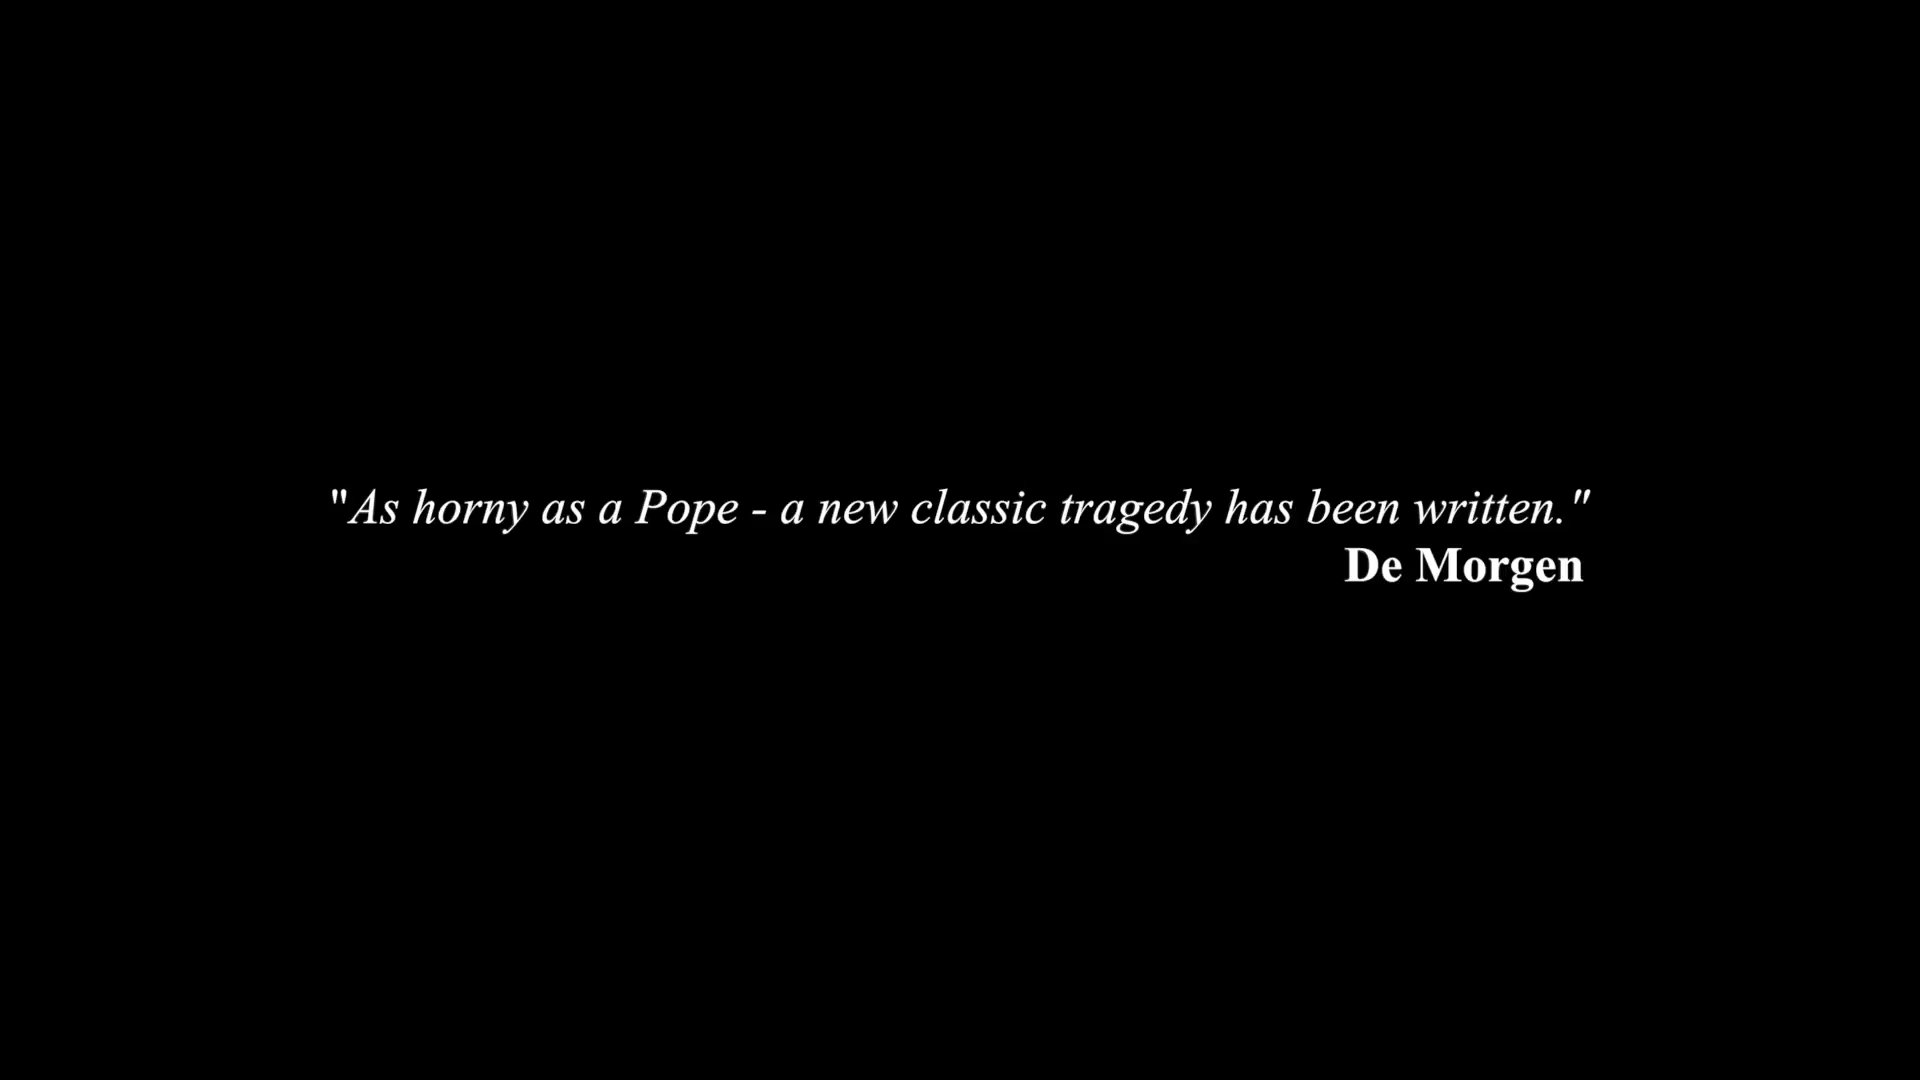 "As horny as a Pope - a new classic tragedy has been written."
De Morgen